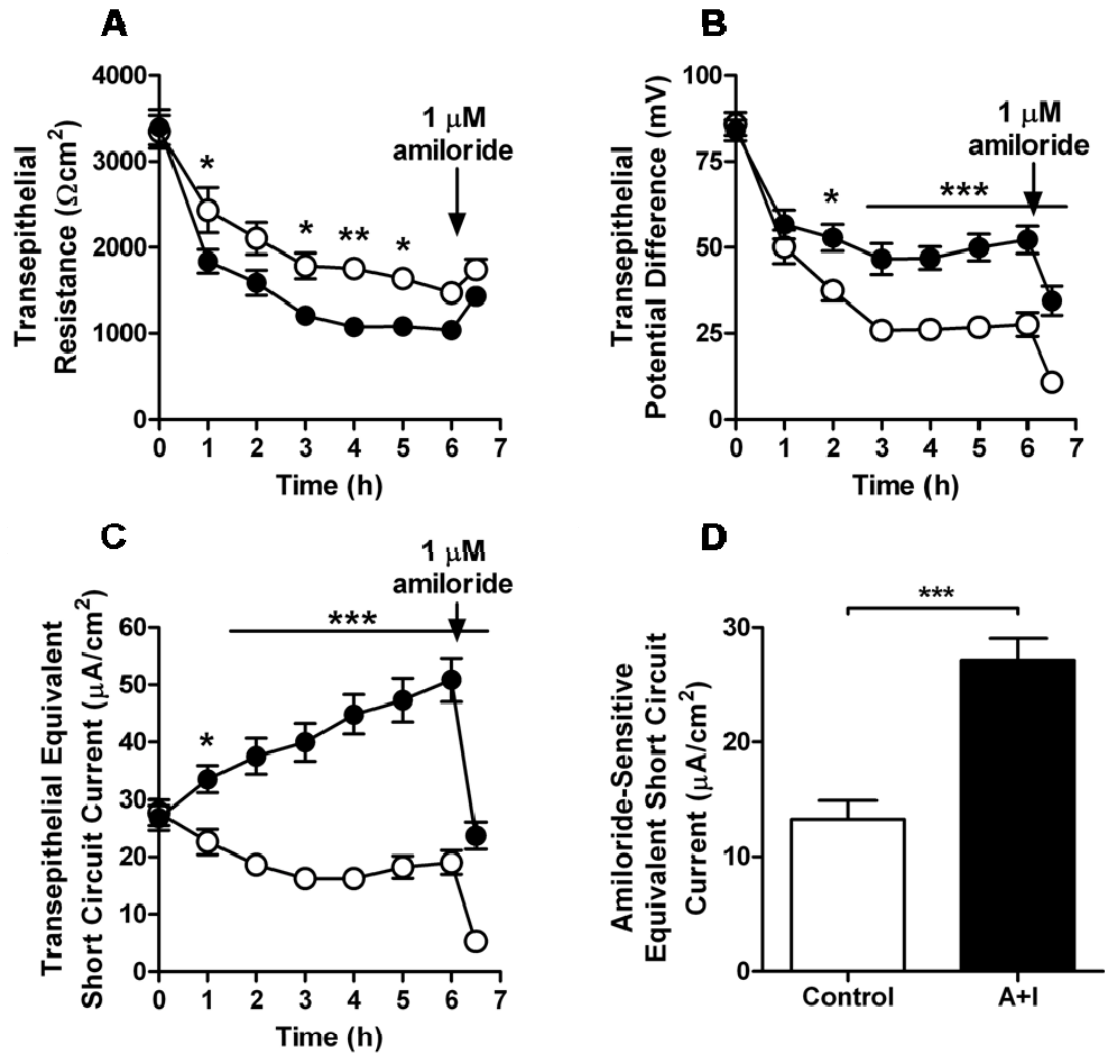 A
Transepithelial
Resistance (Ωcm²)
4000
3000
2000
1000
0
1 μM
amiloride
*
*
**
*
0 1 2 3 4 5 6 7
Time (h)
B
Transepithelial
Potential Difference (mV)
100
75
50
25
0
1 μM
amiloride
*
***
0 1 2 3 4 5 6 7
Time (h)
C
Transepithelial Equivalent
Short Circuit Current (μA/cm²)
60
50
40
30
20
10
0
1 μM
amiloride
***
*
0 1 2 3 4 5 6 7
Time (h)
D
Amiloride-Sensitive
Equivalent Short Circuit
Current (μA/cm²)
30
20
10
0
***
Control A+I